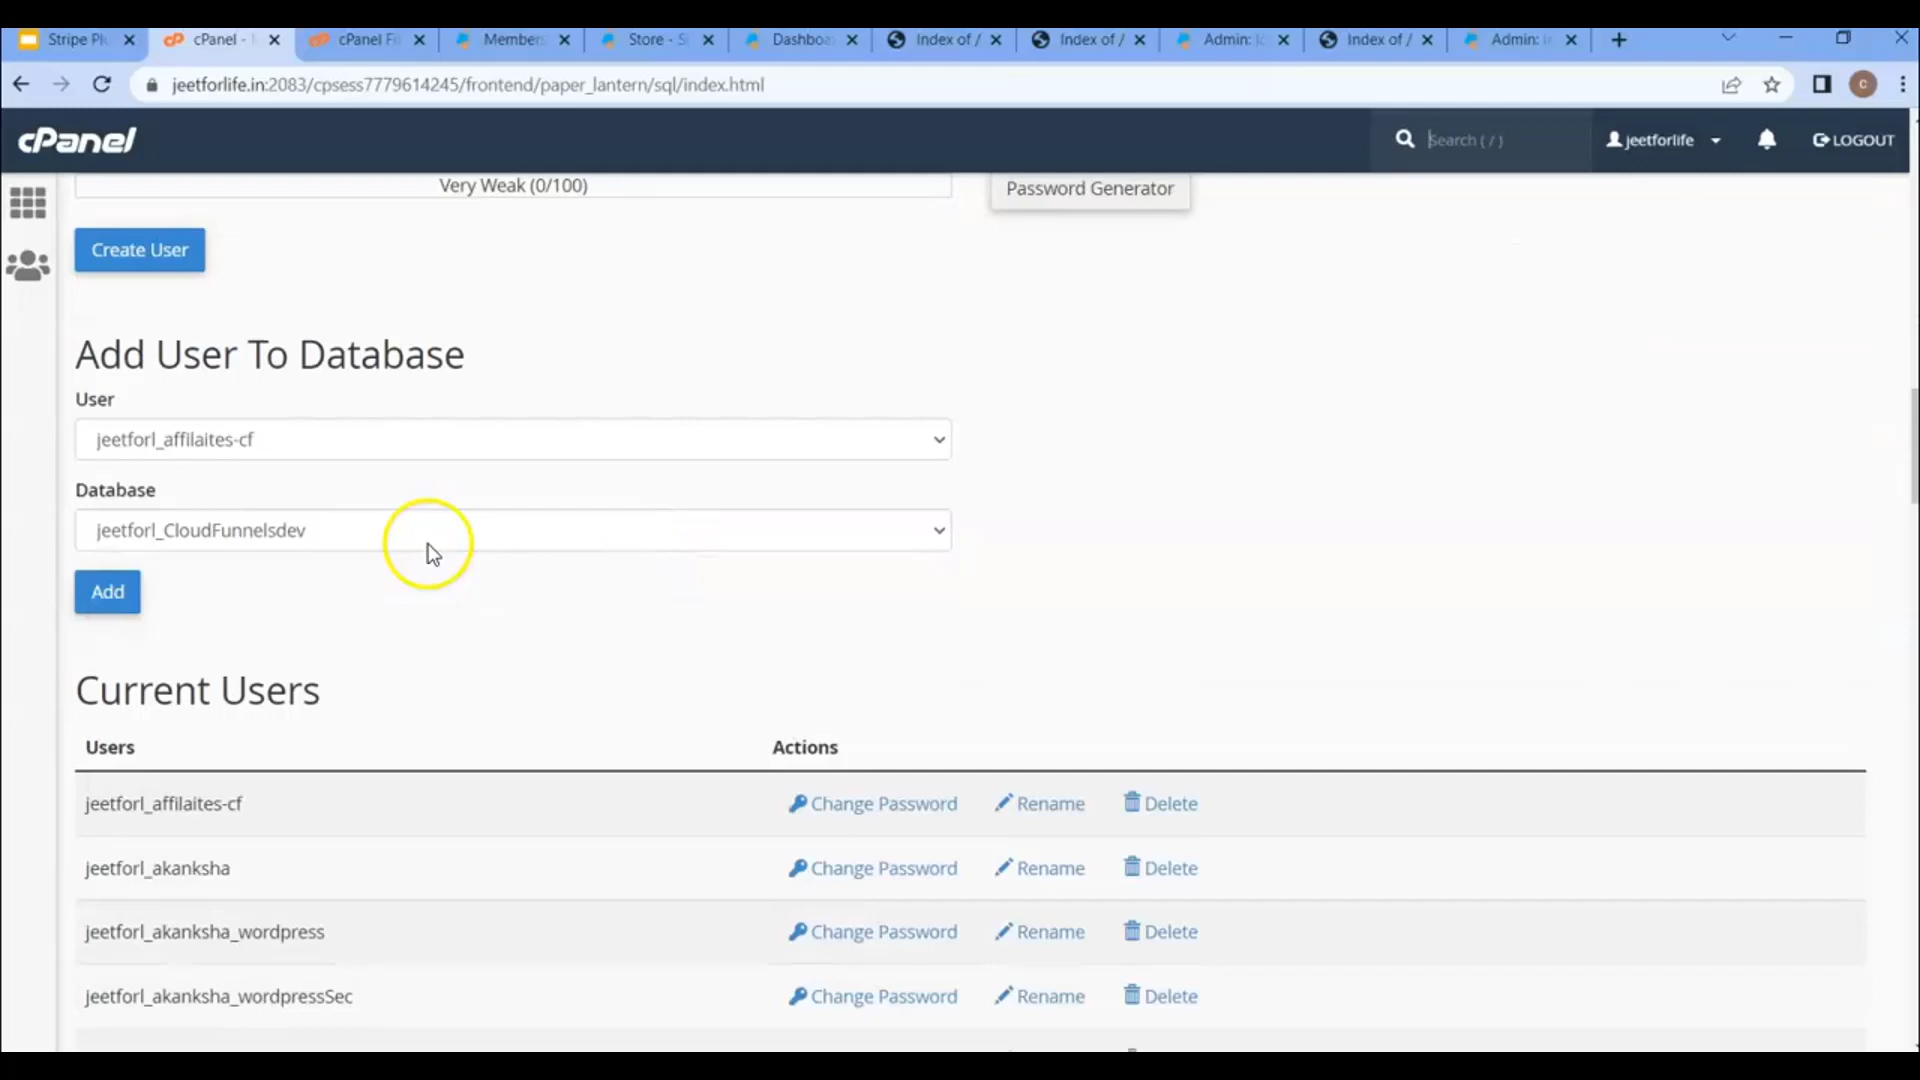 Stripe Pl
cPanel -
cPanel Fi
Members
Store - S
Dashboa
Index of /
Index of /
Admin:
Index of /
Admin:
jeetforlife.in:2083/cpsess7779614245/frontend/paper_lantern/sql/index.html
C
cPanel
Search ( / )
jeetforlife
LOGOUT
Very Weak (0/100)
Password Generator
Create User
Add User To Database
User
jeetforl_affilaites-cf
Database
jeetforl_CloudFunnelsdev
Add
Current Users
Users Actions
jeetforl_affilaites-cf Change Password Rename Delete
jeetforl_akanksha Change Password Rename Delete
jeetforl_akanksha_wordpress Change Password Rename Delete
jeetforl_akanksha_wordpressSec Change Password Rename Delete